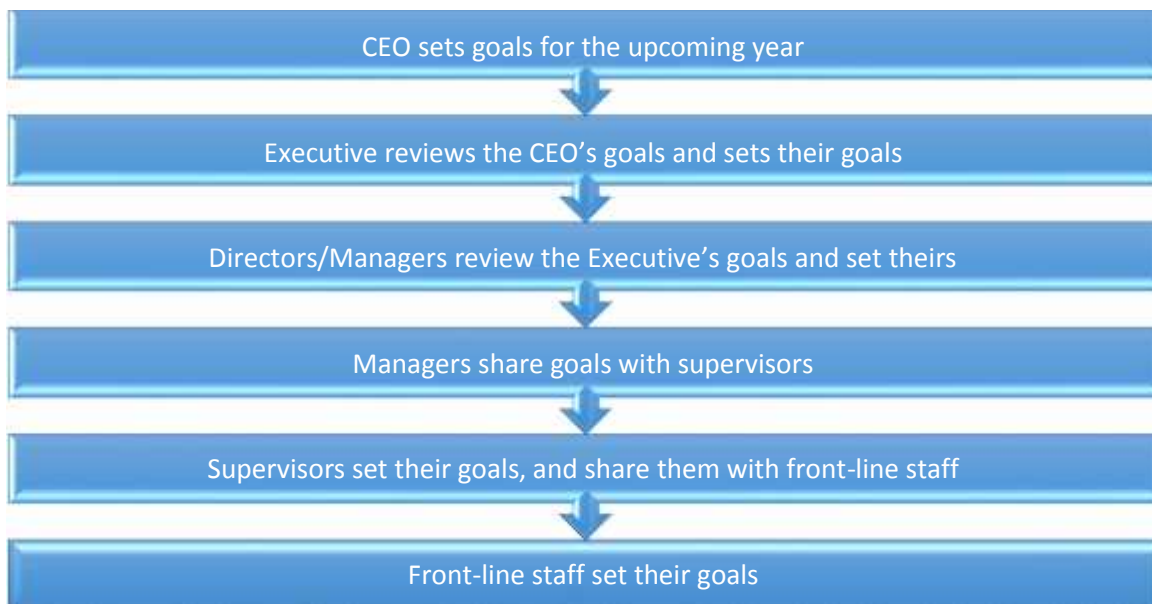 CEO sets goals for the upcoming year
Executive reviews the CEO’s goals and sets their goals
Directors/Managers review the Executive’s goals and set theirs
Managers share goals with supervisors
Supervisors set their goals, and share them with front-line staff
Front-line staff set their goals